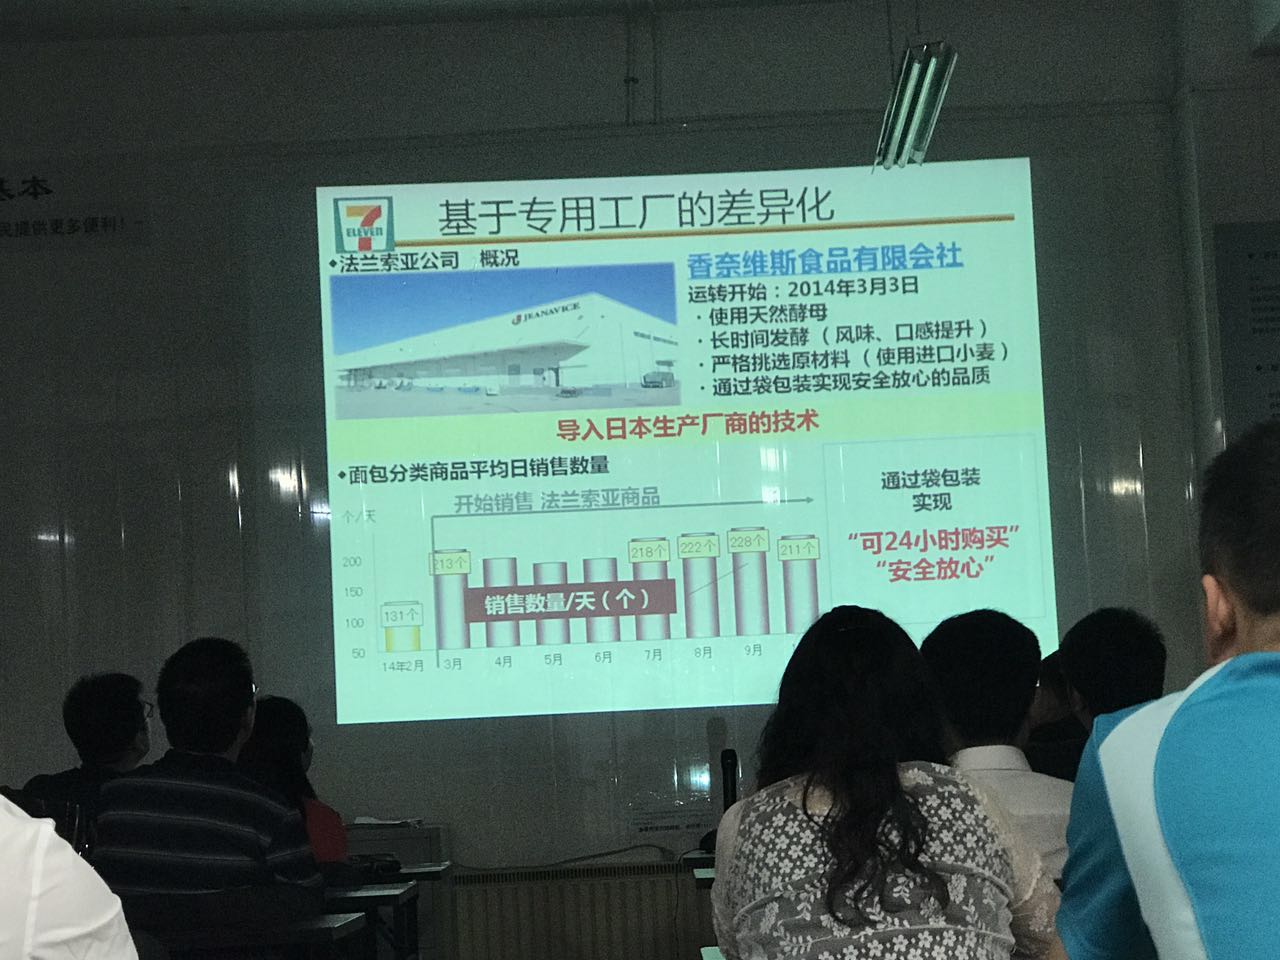 基本
民提供更多便利！
7
ELEVEN
基于专用工厂的差异化
◆法兰索亚公司 概况
JEANAVICE
香奈维斯食品有限会社
运转开始：2014年3月3日
・使用天然酵母
・长时间发酵（风味、口感提升）
・严格挑选原材料（使用进口小麦）
・通过袋包装实现安全放心的品质
导入日本生产厂商的技术
◆面包分类商品平均日销售数量
开始销售 法兰索亚商品
个/天
200
150
100
50
131个
213个
218个
222个
228个
211个
销售数量/天（个）
14年2月 3月 4月 5月 6月 7月 8月 9月
通过袋包装
实现
“可24小时购买”
“安全放心”